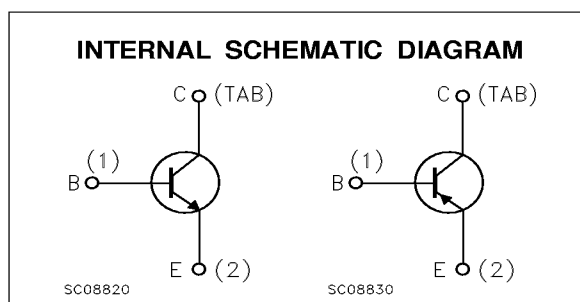 INTERNAL SCHEMATIC DIAGRAM
C (TAB) C (TAB)
(1) (1)
B B
E (2) E (2)
SC08820 SC08830